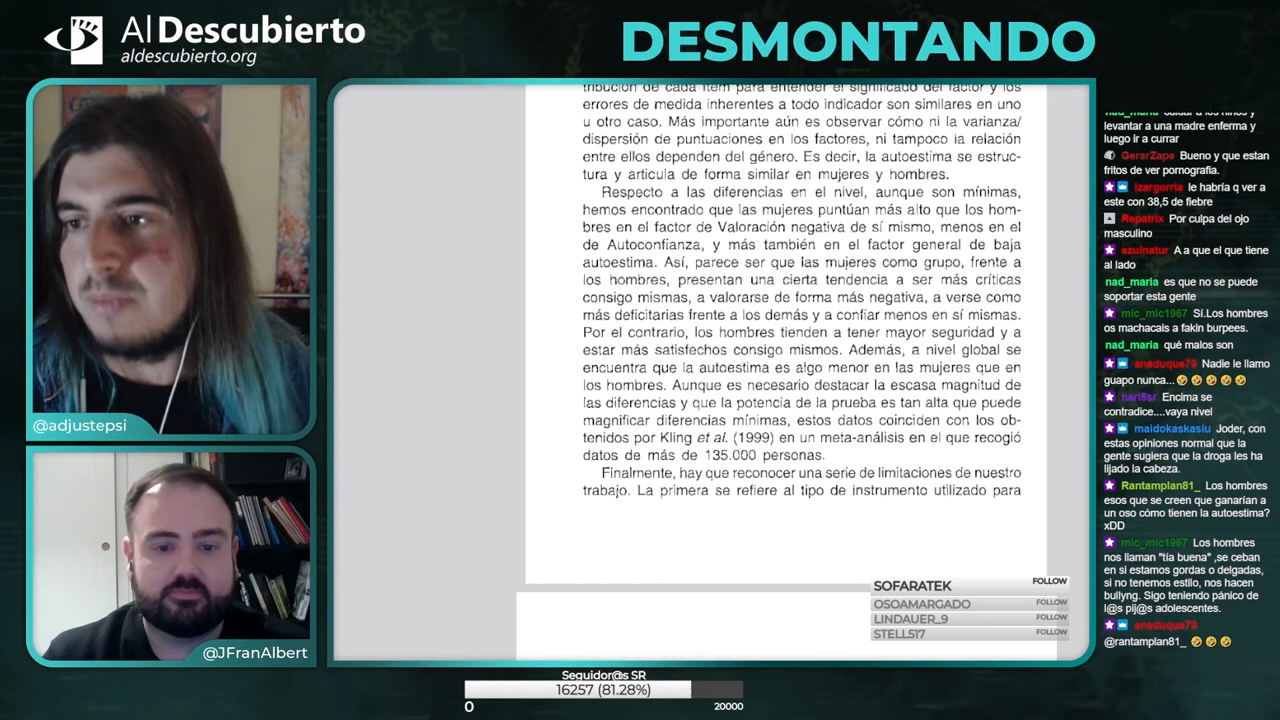 Al Descubierto
aldescubierto.org
DESMONTANDO
@adjustepsi
@JFranAlbert
tribución de cada ítem para entender el significado del factor y los
errores de medida inherentes a todo indicador son similares en uno
u otro caso. Más importante aún es observar cómo ni la varianza/
dispersión de puntuaciones en los factores, ni tampoco la relación
entre ellos dependen del género. Es decir, la autoestima se estruc-
tura y articula de forma similar en mujeres y hombres.
Respecto a las diferencias en el nivel, aunque son mínimas,
hemos encontrado que las mujeres puntúan más alto que los hom-
bres en el factor de Valoración negativa de sí mismo, menos en el
de Autoconfianza, y más también en el factor general de baja
autoestima. Así, parece ser que las mujeres como grupo, frente a
los hombres, presentan una cierta tendencia a ser más críticas
consigo mismas, a valorarse de forma más negativa, a verse como
más deficitarias frente a los demás y a confiar menos en sí mismas.
Por el contrario, los hombres tienden a tener mayor seguridad y a
estar más satisfechos consigo mismos. Además, a nivel global se
encuentra que la autoestima es algo menor en las mujeres que en
los hombres. Aunque es necesario destacar la escasa magnitud de
las diferencias y que la potencia de la prueba es tan alta que puede
magnificar diferencias mínimas, estos datos coinciden con los ob-
tenidos por Kling et al. (1999) en un meta-análisis en el que recogió
datos de más de 135.000 personas.
Finalmente, hay que reconocer una serie de limitaciones de nuestro
trabajo. La primera se refiere al tipo de instrumento utilizado para
SOFARATEK FOLLOW
OSOAMARGADO FOLLOW
LINDAUER_9 FOLLOW
STELL517 FOLLOW
Seguidor@s SR
16257 (81.28%)
0 20000
nad_maria cuidar a los niños y
levantar a una madre enferma y
luego ir a currar
GerarZape Bueno y que estan
fritos de ver pornografia.
izargorria le habría q ver a
este con 38,5 de fiebre
Repatrix Por culpa del ojo
masculino
azulnatur A a que el que tiene
al lado
nad_maria es que no se puede
soportar esta gente
mic_mic1967 Sí.Los hombres
os machacais a fakin burpees.
nad_maria qué malos son
anaduque79 Nadie le llamo
guapo nunca...🤣🤣🤣🤣🤣
hari8sr Encima se
contradice....vaya nivel
maidokaskasiu Joder, con
estas opiniones normal que la
gente sugiera que la droga les ha
lijado la cabeza.
Rantamplan81_ Los hombres
esos que se creen que ganarían a
un oso cómo tienen la autoestima?
xDD
mic_mic1967 Los hombres
nos llaman "tía buena" ,se ceban
en si estamos gordas o delgadas,
si no tenemos estilo, nos hacen
bullyng. Sigo teniendo pánico de
l@s pij@s adolescentes.
anaduque79
@rantamplan81_ 🤣🤣🤣